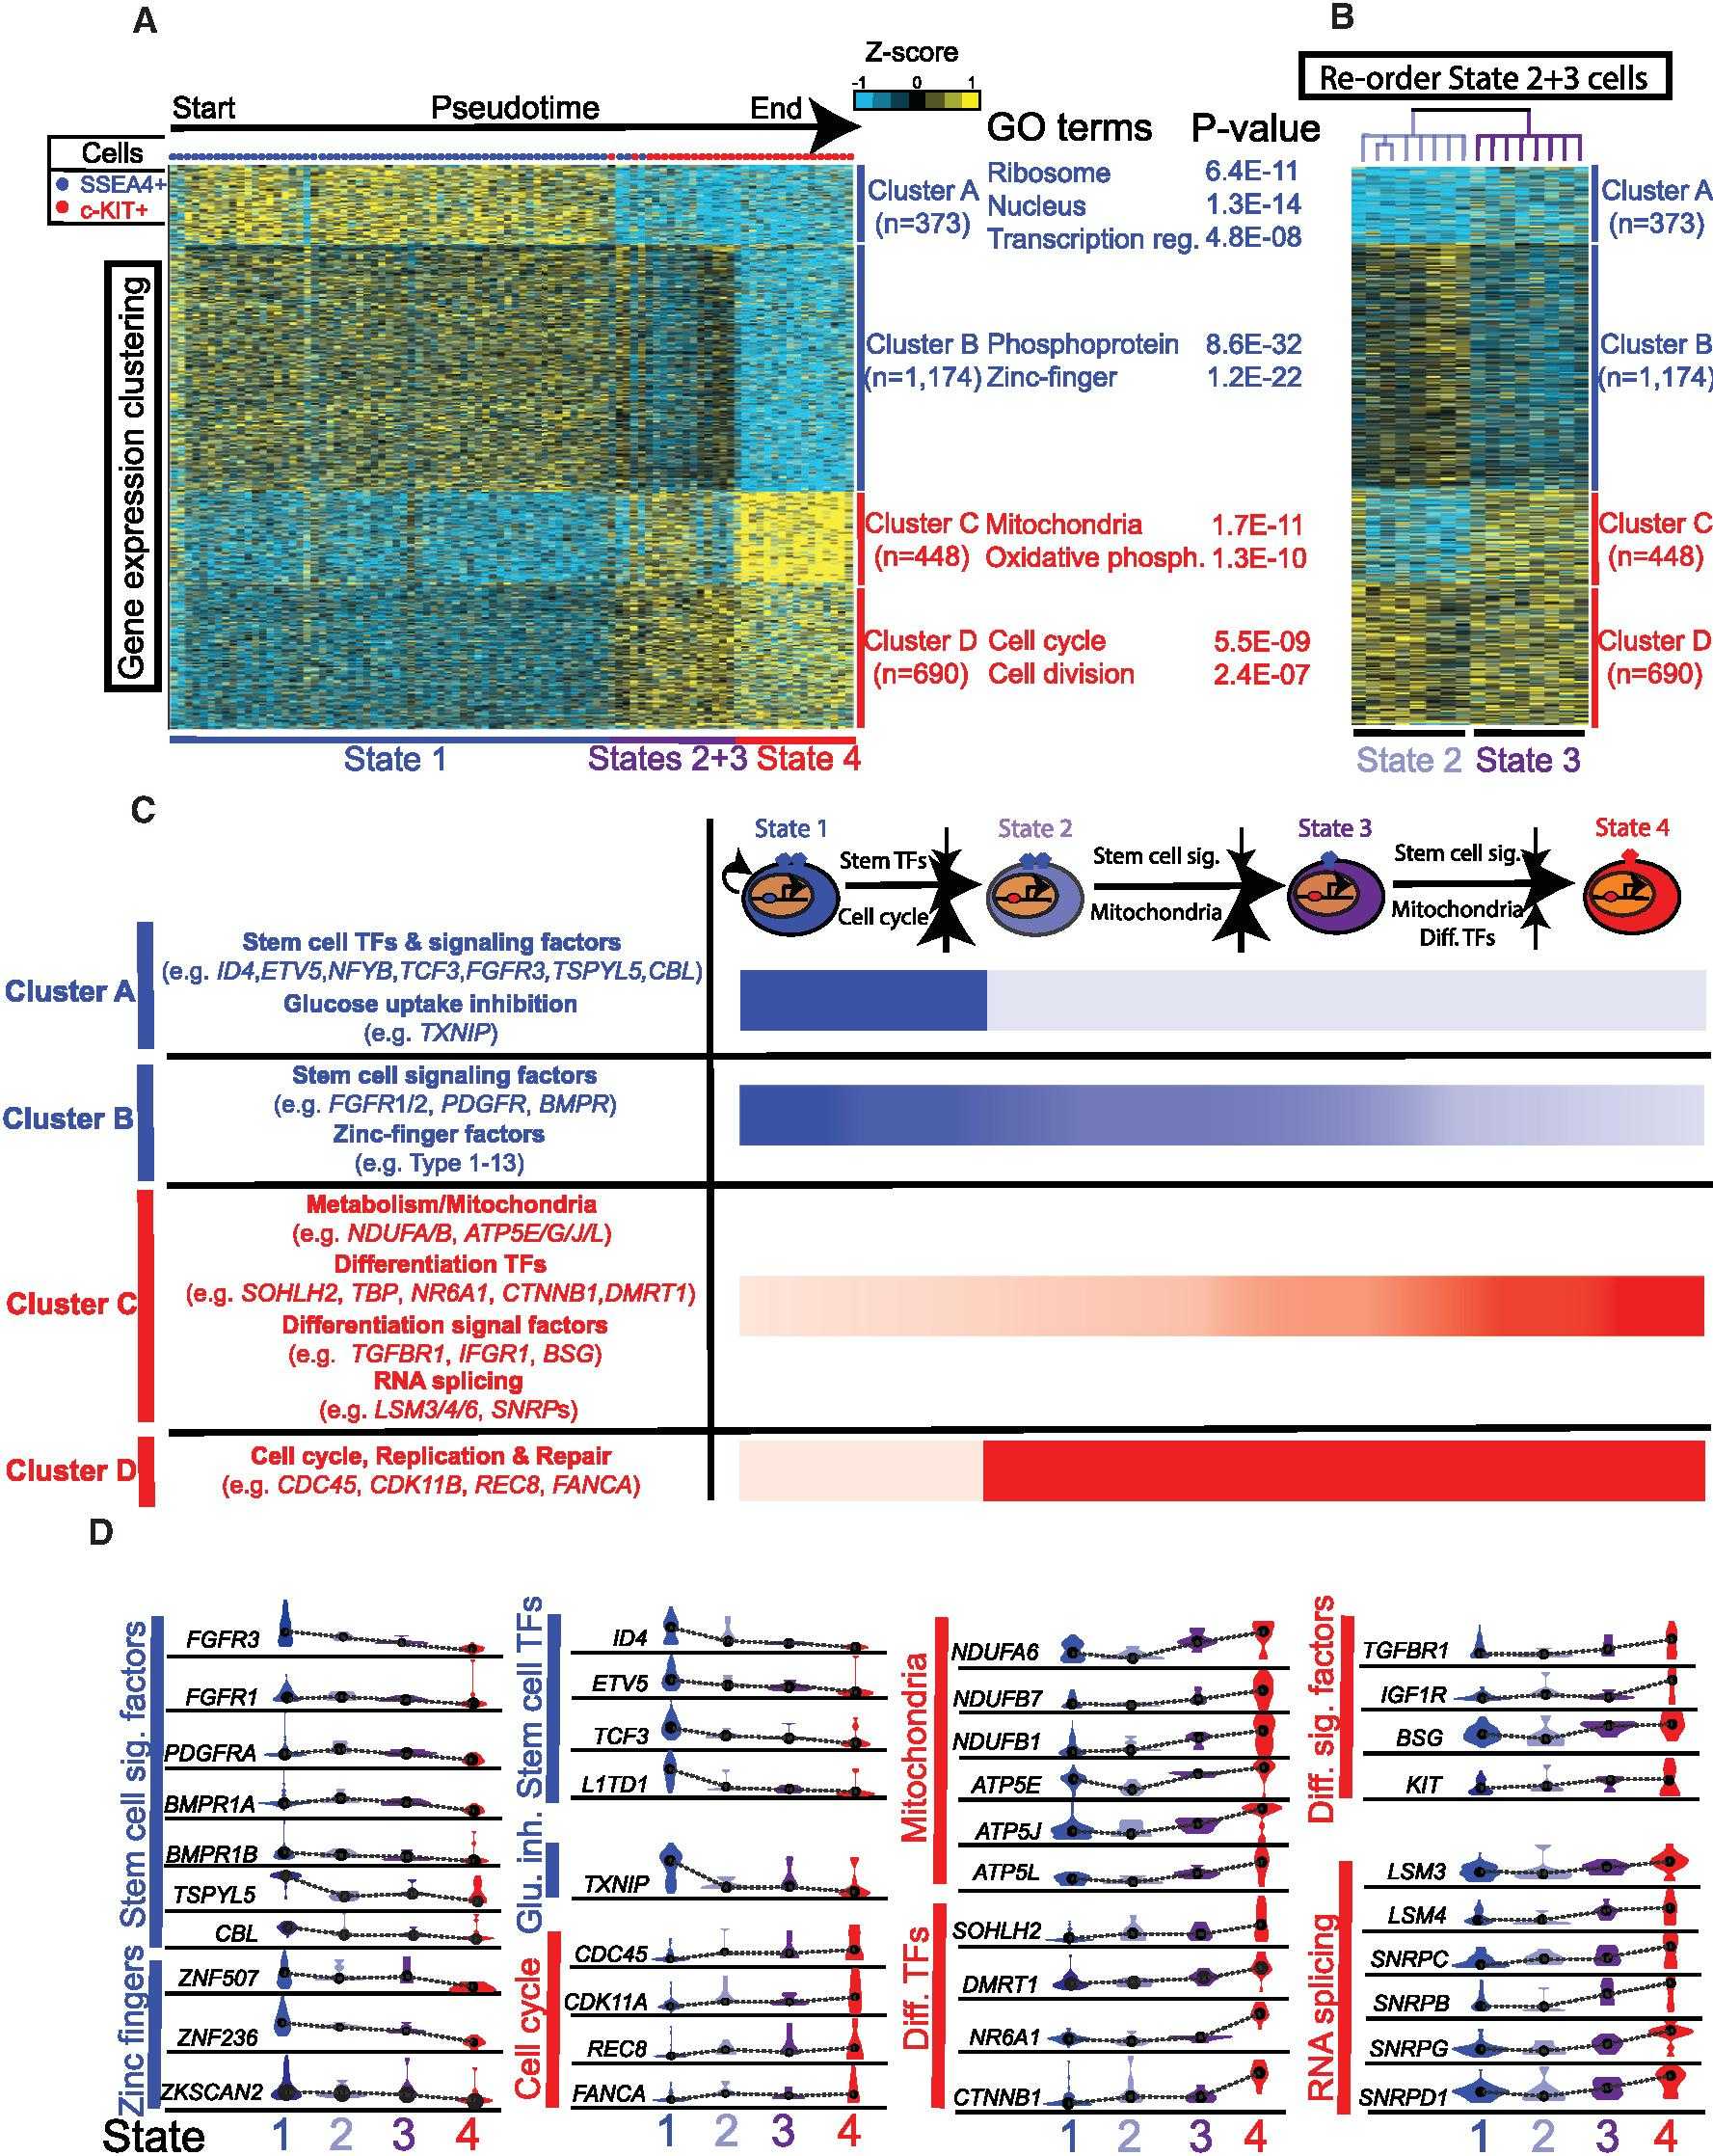 A
B
Z-score
-1 0 1
Re-order State 2+3 cells
Start Pseudotime End
GO terms P-value
Cells
SSEA4+
c-KIT+
Gene expression clustering
Cluster A
(n=373)
Ribosome 6.4E-11
Nucleus 1.3E-14
Transcription reg. 4.8E-08
Cluster B
(n=1,174)
Phosphoprotein 8.6E-32
Zinc-finger 1.2E-22
Cluster C
(n=448)
Mitochondria 1.7E-11
Oxidative phosph. 1.3E-10
Cluster D
(n=690)
Cell cycle 5.5E-09
Cell division 2.4E-07
State 1 States 2+3 State 4
Cluster A
(n=373)
Cluster B
(n=1,174)
Cluster C
(n=448)
Cluster D
(n=690)
State 2 State 3
C
State 1 State 2 State 3 State 4
Stem TFs
Cell cycle
Stem cell sig.
Mitochondria
Stem cell sig.
Mitochondria
Diff. TFs
Cluster A
Stem cell TFs & signaling factors
(e.g. ID4,ETV5,NFYB,TCF3,FGFR3,TSPYL5,CBL)
Glucose uptake inhibition
(e.g. TXNIP)
Cluster B
Stem cell signaling factors
(e.g. FGFR1/2, PDGFR, BMPR)
Zinc-finger factors
(e.g. Type 1-13)
Cluster C
Metabolism/Mitochondria
(e.g. NDUFA/B, ATP5E/G/J/L)
Differentiation TFs
(e.g. SOHLH2, TBP, NR6A1, CTNNB1,DMRT1)
Differentiation signal factors
(e.g. TGFBR1, IFGR1, BSG)
RNA splicing
(e.g. LSM3/4/6, SNRPs)
Cluster D
Cell cycle, Replication & Repair
(e.g. CDC45, CDK11B, REC8, FANCA)
D
Stem cell sig. factors
FGFR3
FGFR1
PDGFRA
BMPR1A
BMPR1B
TSPYL5
CBL
Zinc fingers
ZNF507
ZNF236
ZKSCAN2
Stem cell TFs
ID4
ETV5
TCF3
L1TD1
Glu. inh.
TXNIP
Cell cycle
CDC45
CDK11A
REC8
FANCA
Mitochondria
NDUFA6
NDUFB7
NDUFB1
ATP5E
ATP5J
ATP5L
Diff. TFs
SOHLH2
DMRT1
NR6A1
CTNNB1
Diff. sig. factors
TGFBR1
IGF1R
BSG
KIT
RNA splicing
LSM3
LSM4
SNRPC
SNRPB
SNRPG
SNRPD1
State 1 2 3 4 1 2 3 4 1 2 3 4 1 2 3 4